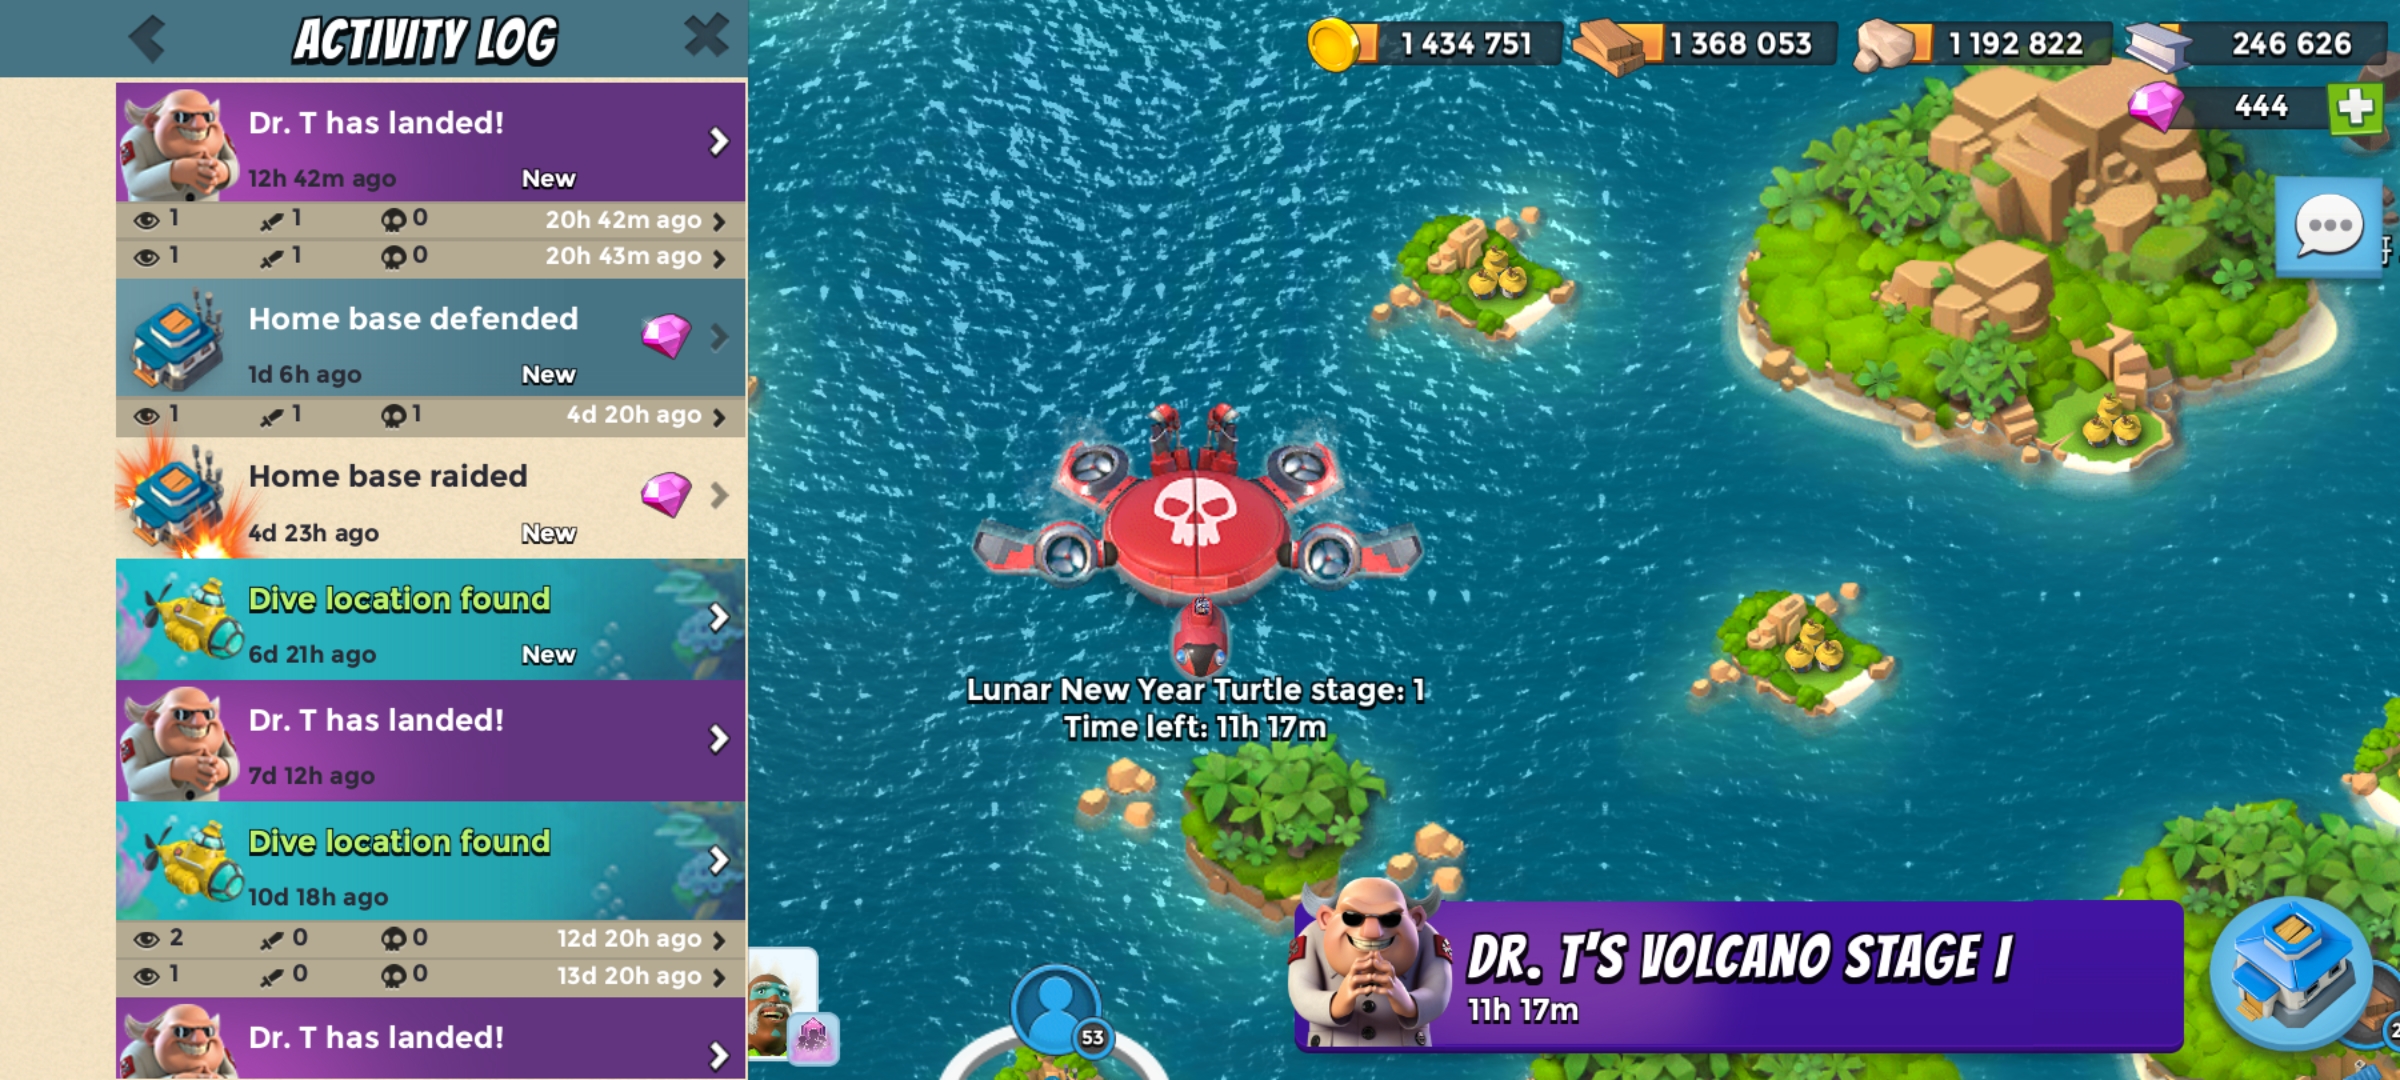 ACTIVITY LOG
Dr. T has landed!
12h 42m ago New
1 1 0 20h 42m ago
1 1 0 20h 43m ago
Home base defended
1d 6h ago New
1 1 1 4d 20h ago
Home base raided
4d 23h ago New
Dive location found
6d 21h ago New
Dr. T has landed!
7d 12h ago
Dive location found
10d 18h ago
2 0 0 12d 20h ago
1 0 0 13d 20h ago
Dr. T has landed!
1 434 751 1 368 053 1 192 822 246 626
444
Lunar New Year Turtle stage: 1
Time left: 11h 17m
53
DR. T'S VOLCANO STAGE I
11h 17m